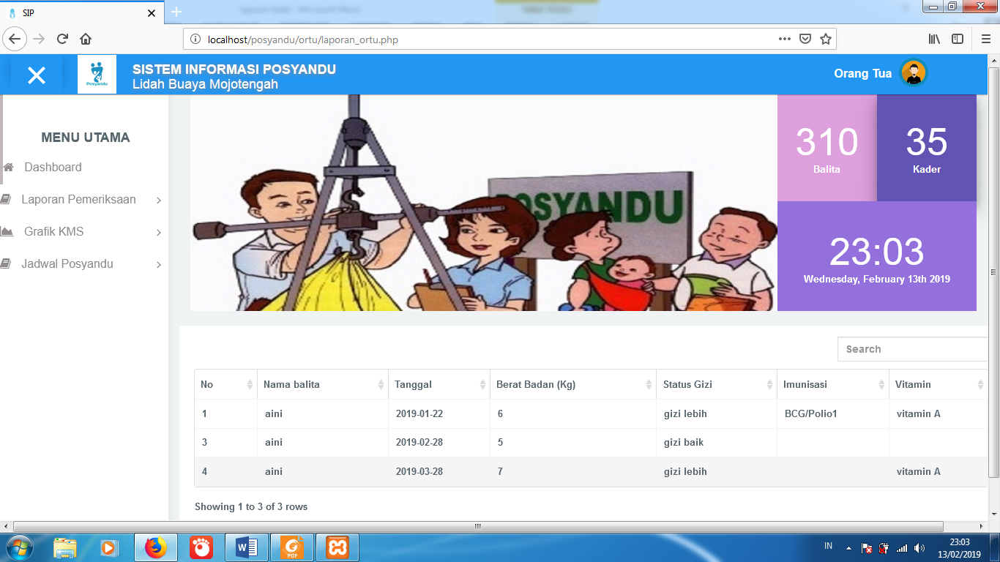 SIP
localhost/posyandu/ortu/laporan_ortu.php
Posyandu
SISTEM INFORMASI POSYANDU
Lidah Buaya Mojotengah
Orang Tua
MENU UTAMA
Dashboard
Laporan Pemeriksaan
Grafik KMS
Jadwal Posyandu
POSYANDU
310
Balita
35
Kader
23:03
Wednesday, February 13th 2019
Search
No Nama balita Tanggal Berat Badan (Kg) Status Gizi Imunisasi Vitamin
1 aini 2019-01-22 6 gizi lebih BCG/Polio1 vitamin A
3 aini 2019-02-28 5 gizi baik
4 aini 2019-03-28 7 gizi lebih vitamin A
Showing 1 to 3 of 3 rows
PDF
IN
23:03
13/02/2019